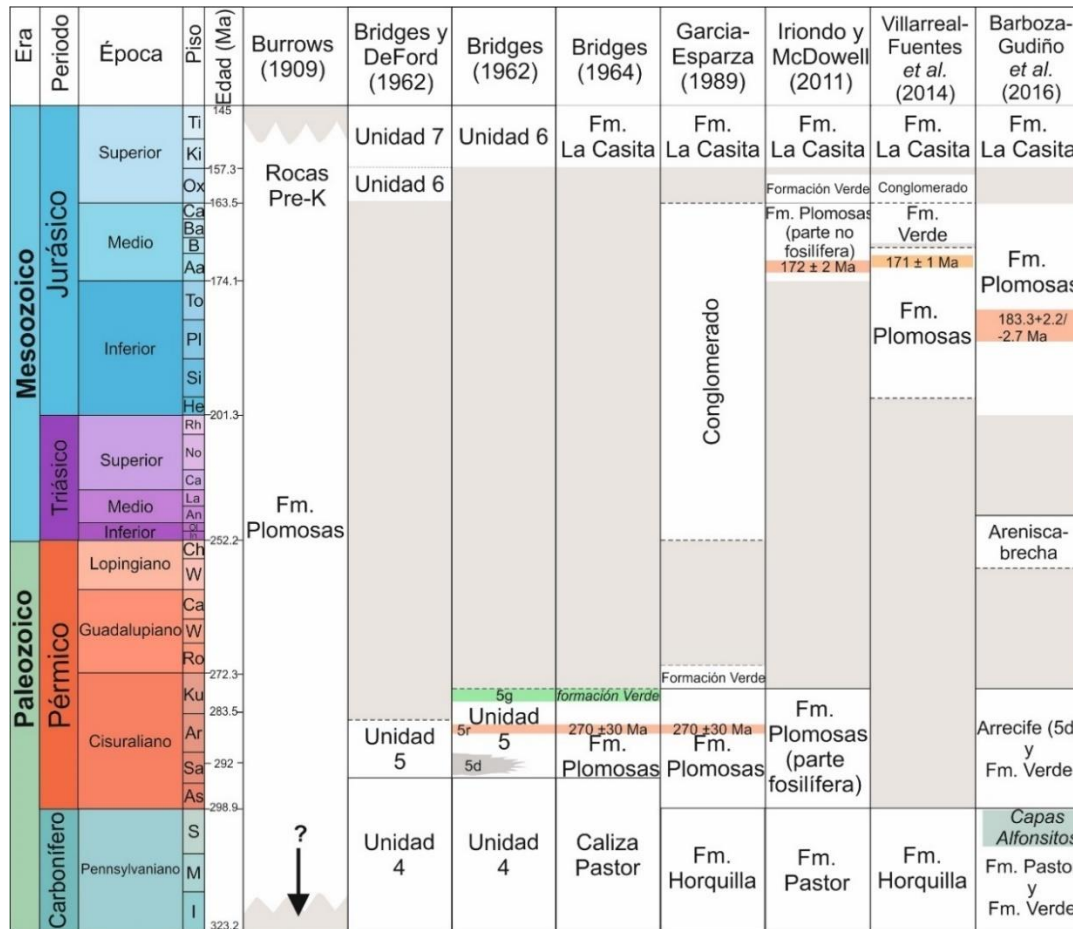 Era
Periodo
Época
Piso
Edad (Ma)
Burrows
(1909)
Bridges y
DeFord
(1962)
Bridges
(1962)
Bridges
(1964)
Garcia-
Esparza
(1989)
Iriondo y
McDowell
(2011)
Villarreal-
Fuentes
et al.
(2014)
Barboza-
Gudiño
et al.
(2016)
Mesoozoico
Paleozoico
Jurásico
Triásico
Pérmico
Carbonífero
Superior
Medio
Inferior
Superior
Medio
Inferior
Lopingiano
Guadalupiano
Cisuraliano
Pennsylvaniano
Ti
Ki
Ox
Ca
Ba
B
Aa
To
Pl
Si
He
Rh
No
Ca
La
An
Ol
In
Ch
W
Ca
W
Ro
Ku
Ar
Sa
As
S
M
I
145
157.3
163.5
174.1
201.3
252.2
272.3
283.5
292
298.9
323.2
Rocas
Pre-K
Fm.
Plomosas
?
Unidad 7
Unidad 6
Unidad
5
Unidad
4
Unidad 6
5g
Unidad
5r
5
5d
Unidad
4
Fm.
La Casita
formación Verde
270 ±30 Ma
Fm.
Plomosas
Caliza
Pastor
Fm.
La Casita
Conglomerado
Formación Verde
270 ±30 Ma
Fm.
Plomosas
Fm.
Horquilla
Fm.
La Casita
Formación Verde
Fm. Plomosas
(parte no
fosilífera)
172 ± 2 Ma
Fm.
Plomosas
(parte
fosilífera)
Fm.
Pastor
Fm.
La Casita
Conglomerado
Fm.
Verde
171 ± 1 Ma
Fm.
Plomosas
Fm.
Horquilla
Fm.
La Casita
Fm.
Plomosas
183.3+2.2/
-2.7 Ma
Arenisca-
brecha
Arrecife (5d)
y
Fm. Verde
Capas
Alfonsitos
Fm. Pastor
y
Fm. Verde